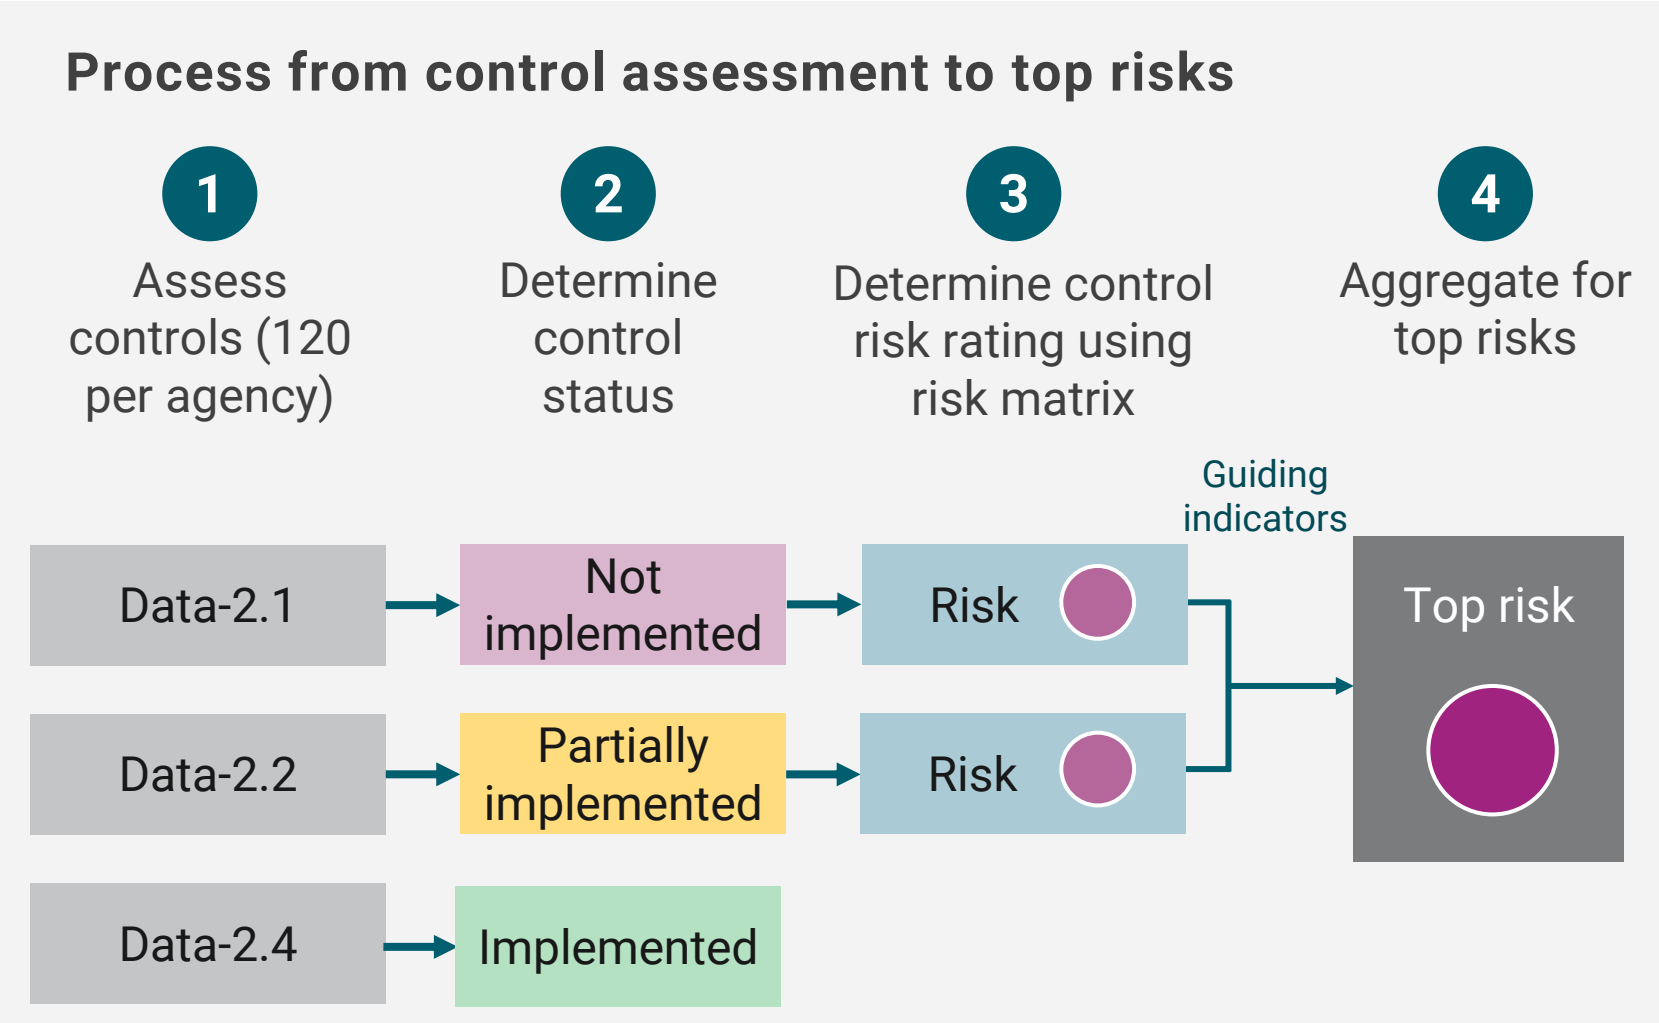 Process from control assessment to top risks
1
Assess
controls (120
per agency)
2
Determine
control
status
3
Determine control
risk rating using
risk matrix
4
Aggregate for
top risks
Guiding
indicators
Data-2.1
Not
implemented
Risk
Top risk
Data-2.2
Partially
implemented
Risk
Data-2.4
Implemented